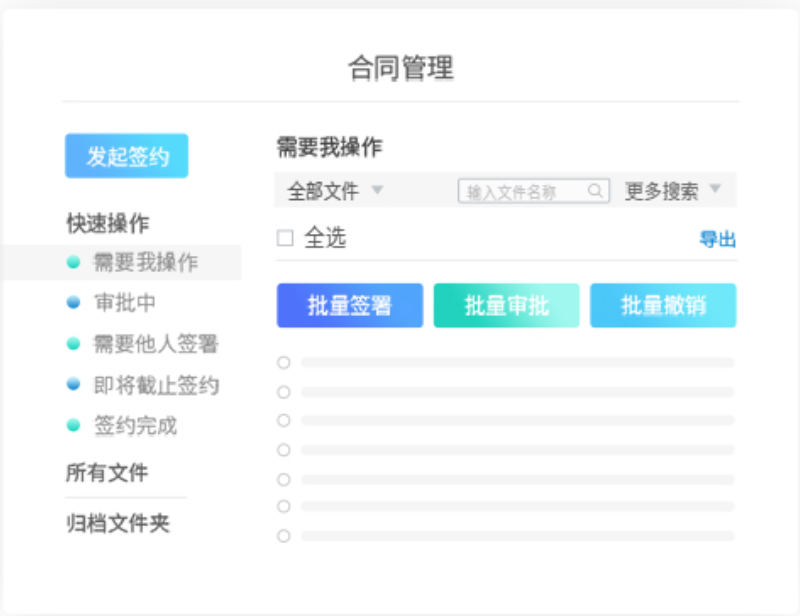 合同管理
发起签约
快速操作
需要我操作
审批中
需要他人签署
即将截止签约
签约完成
所有文件
归档文件夹
需要我操作
全部文件 输入文件名称 更多搜索
全选 导出
批量签署 批量审批 批量撤销